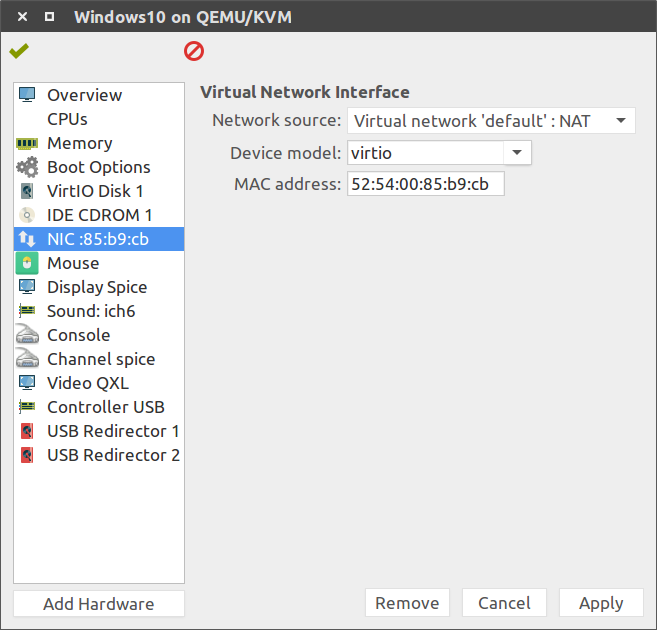 Windows10 on QEMU/KVM
Overview
CPUs
Memory
Boot Options
VirtIO Disk 1
IDE CDROM 1
NIC :85:b9:cb
Mouse
Display Spice
Sound: ich6
Console
Channel spice
Video QXL
Controller USB
USB Redirector 1
USB Redirector 2
Add Hardware
Virtual Network Interface
Network source: Virtual network 'default' : NAT
Device model: virtio
MAC address: 52:54:00:85:b9:cb
Remove Cancel Apply